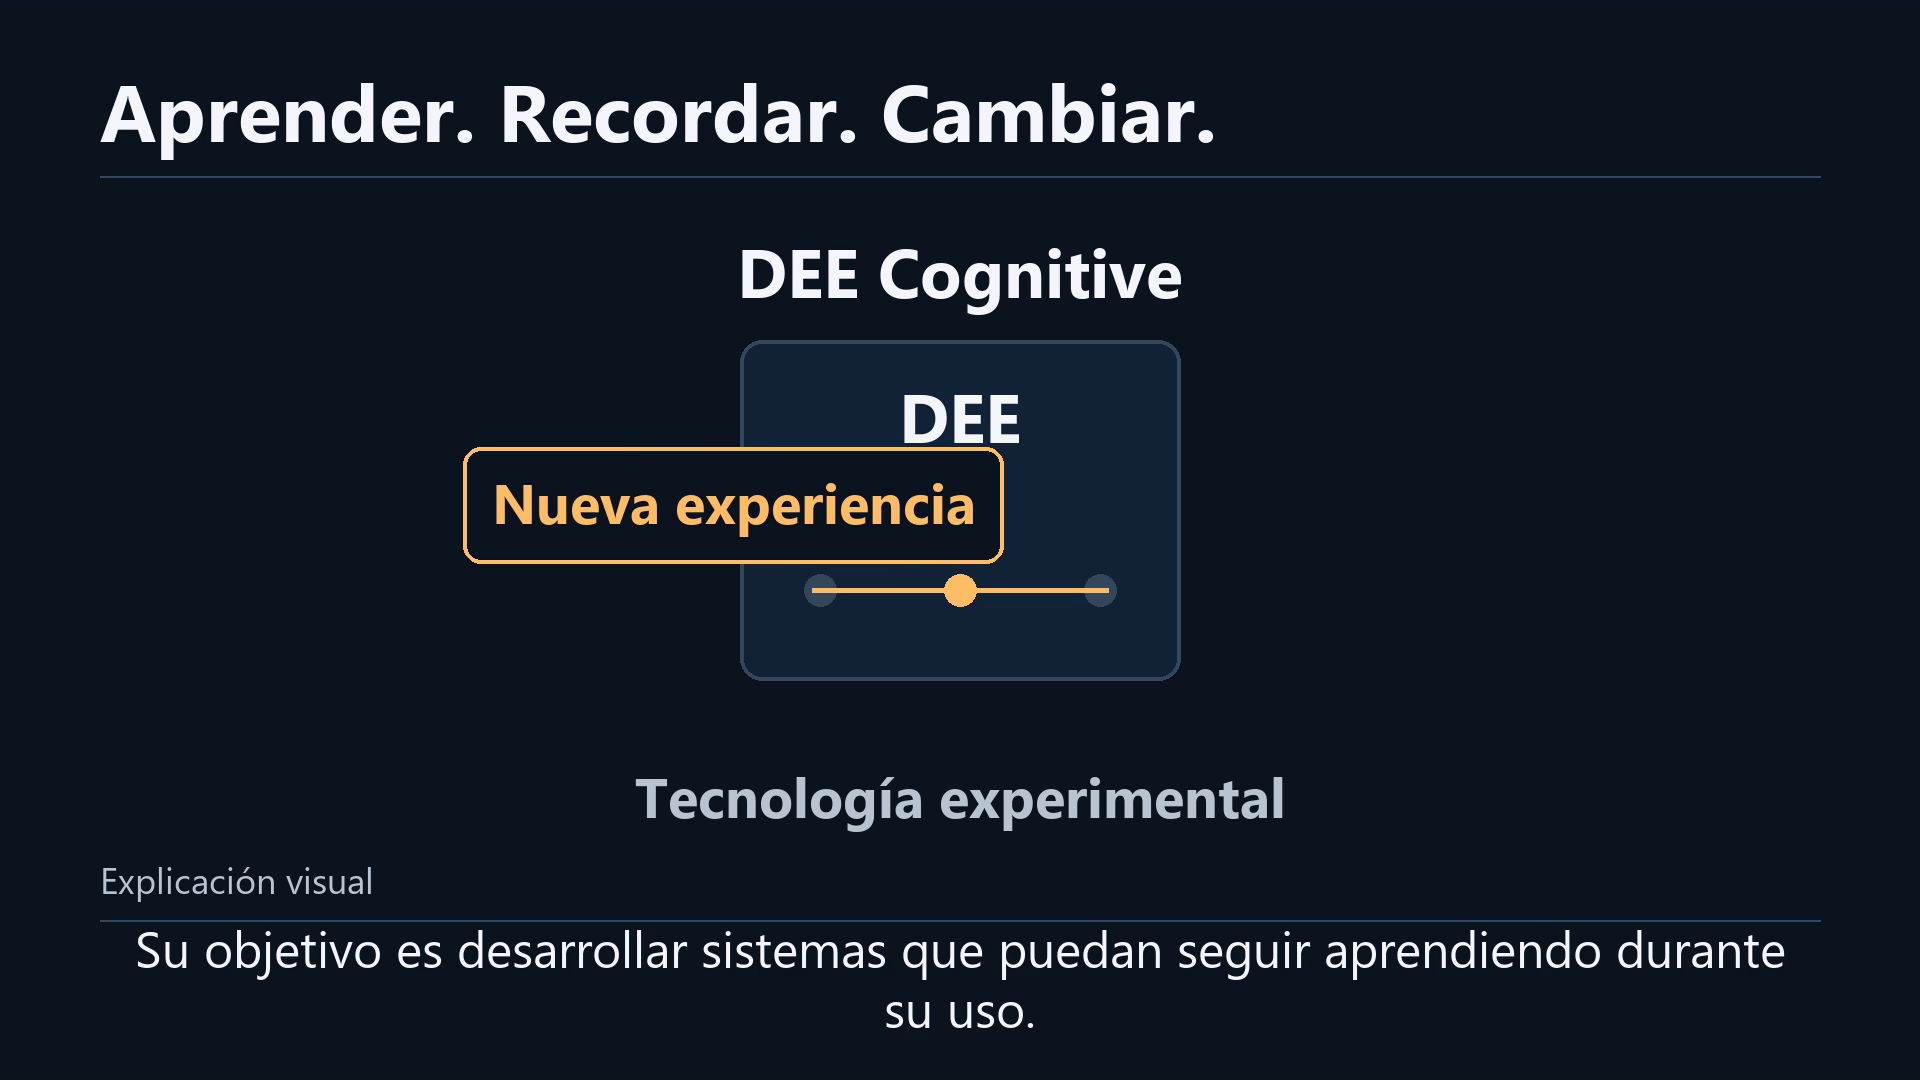 Aprender. Recordar. Cambiar.
DEE Cognitive
DEE
Nueva experiencia
Tecnología experimental
Explicación visual
Su objetivo es desarrollar sistemas que puedan seguir aprendiendo durante
su uso.